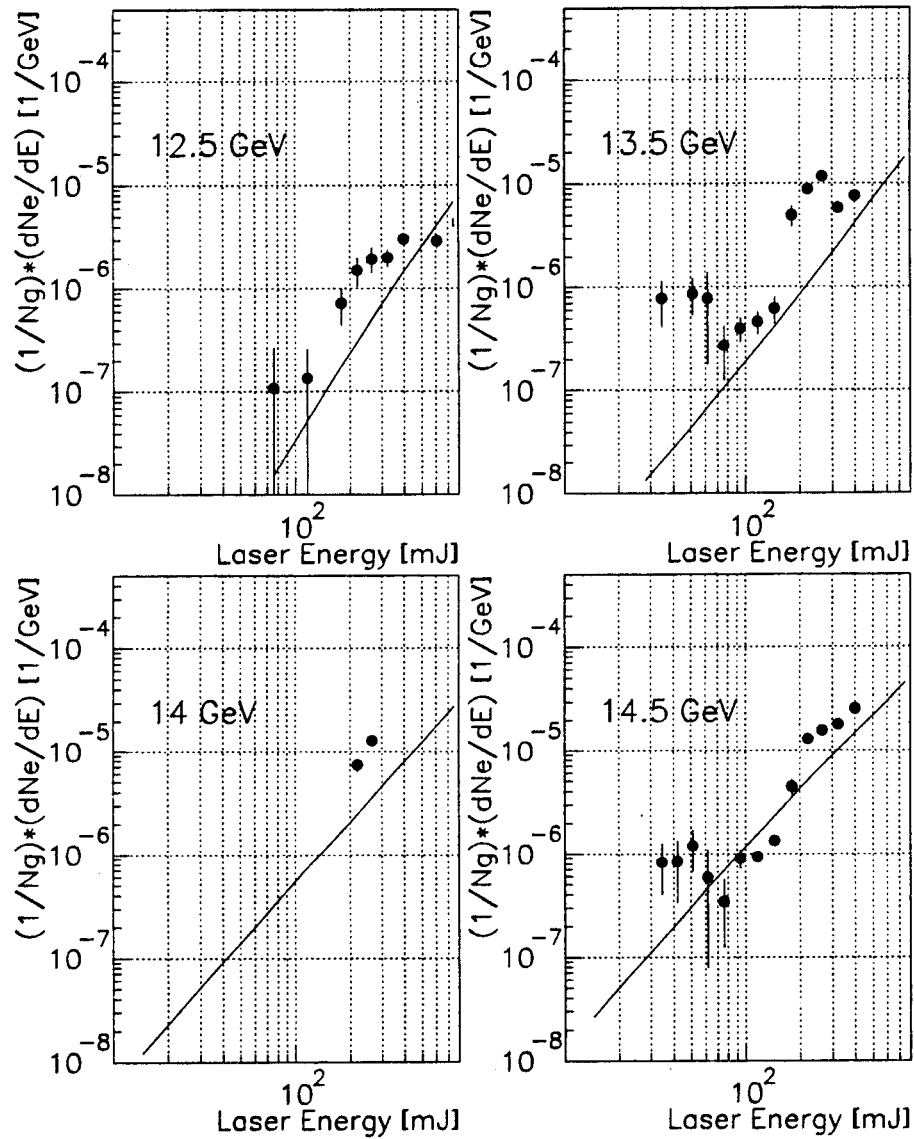 (1/Ng)*(dNe/dE) [1/GeV]
10^-4
10^-5
10^-6
10^-7
10^-8
12.5 GeV
10^2
Laser Energy [mJ]
(1/Ng)*(dNe/dE) [1/GeV]
10^-4
10^-5
10^-6
10^-7
10^-8
13.5 GeV
10^2
Laser Energy [mJ]
(1/Ng)*(dNe/dE) [1/GeV]
10^-4
10^-5
10^-6
10^-7
10^-8
14 GeV
10^2
Laser Energy [mJ]
(1/Ng)*(dNe/dE) [1/GeV]
10^-4
10^-5
10^-6
10^-7
10^-8
14.5 GeV
10^2
Laser Energy [mJ]